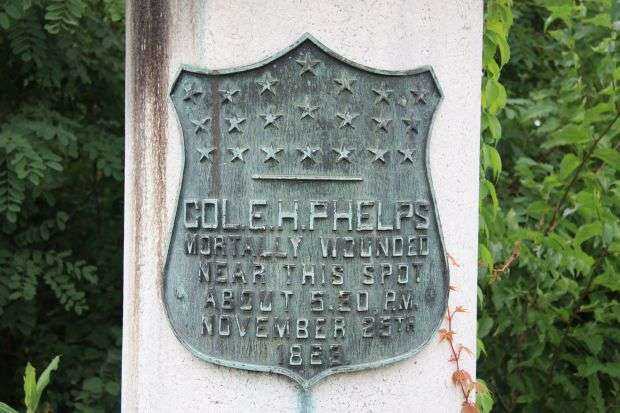 COL.E.H.PHELPS
MORTALLY WOUNDED
NEAR THIS SPOT
ABOUT 5.20 P.M.
NOVEMBER 25TH
1863